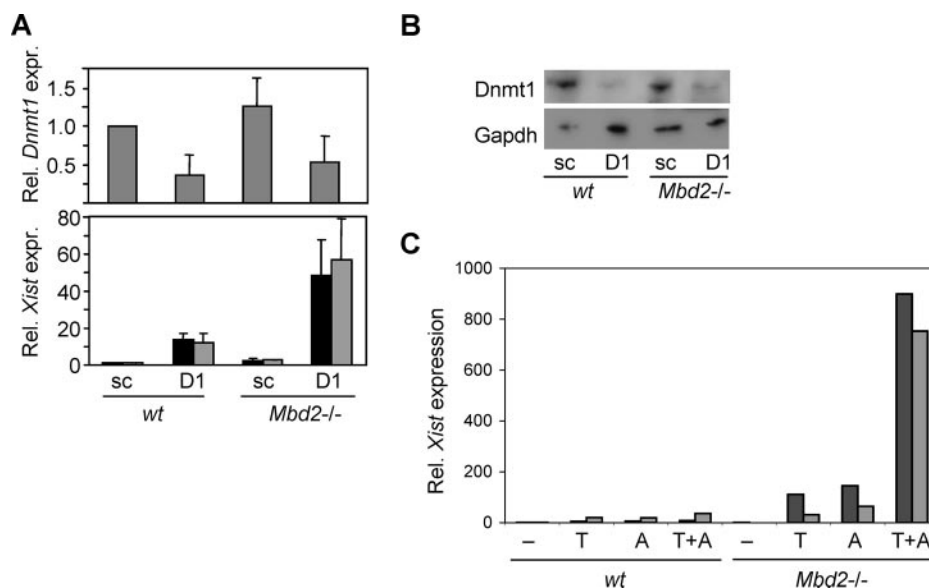 A
Rel. Dnmt1 expr.
1.5
1.0
0.5
Rel. Xist expr.
80
60
40
20
0
sc D1 sc D1
wt Mbd2-/-
B
Dnmt1
Gapdh
sc D1 sc D1
wt Mbd2-/-
C
Rel. Xist expression
1000
800
600
400
200
0
– T A T+A – T A T+A
wt Mbd2-/-